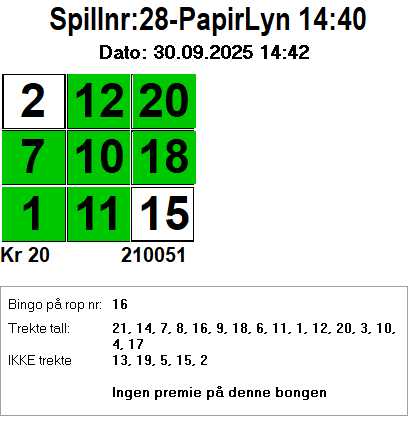 Spillnr:28-PapirLyn 14:40
Dato: 30.09.2025 14:42
2 12 20
7 10 18
1 11 15
Kr 20 210051
Bingo på rop nr: 16
Trekte tall: 21, 14, 7, 8, 16, 9, 18, 6, 11, 1, 12, 20, 3, 10,
4, 17
IKKE trekte 13, 19, 5, 15, 2
Ingen premie på denne bongen